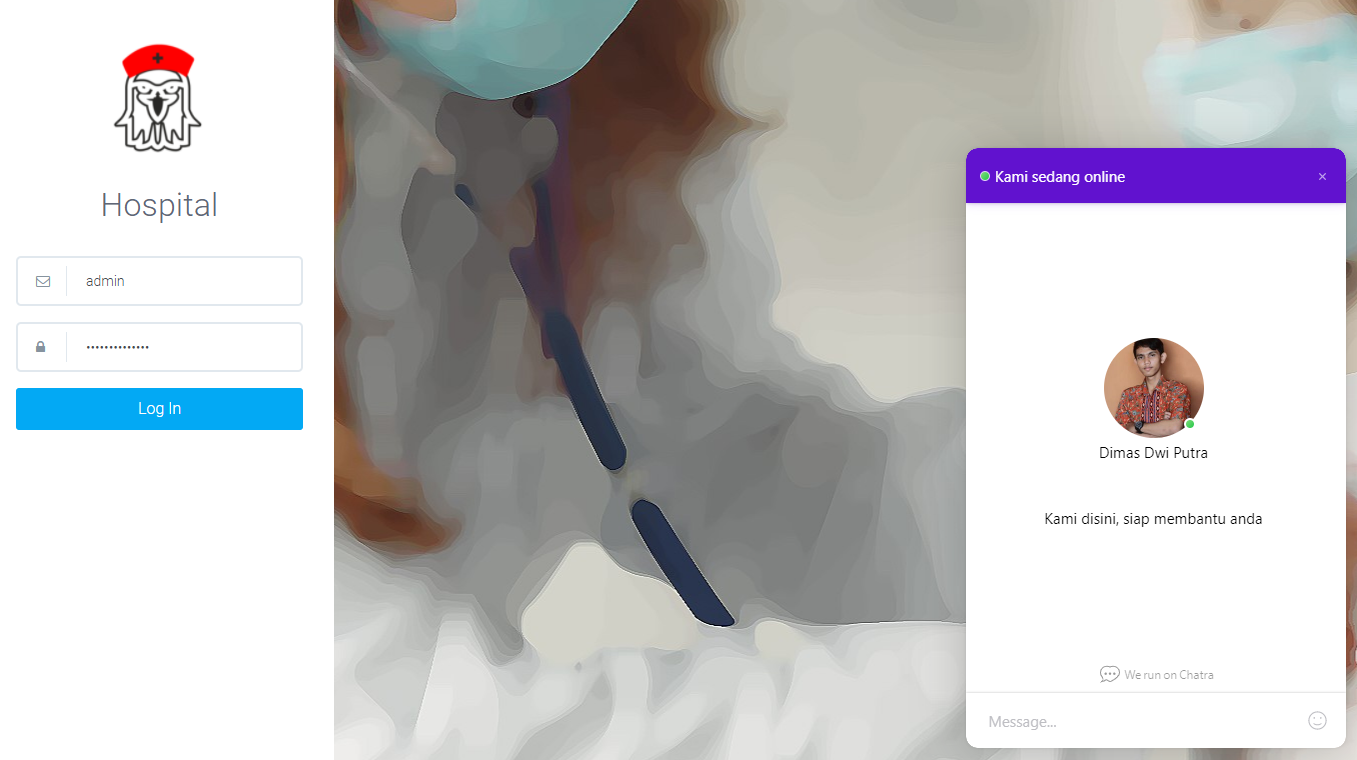 Hospital
admin
••••••••••••••
Log In
Kami sedang online
×
Dimas Dwi Putra
Kami disini, siap membantu anda
We run on Chatra
Message...